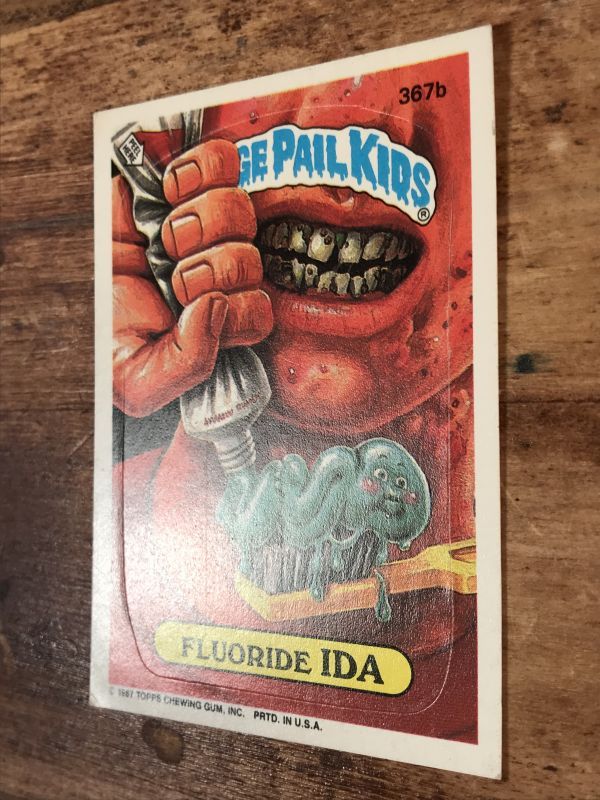 367b
GE PAIL KIDS
®
FLUORIDE IDA
© 1987 TOPPS CHEWING GUM, INC. PRTD. IN U.S.A.